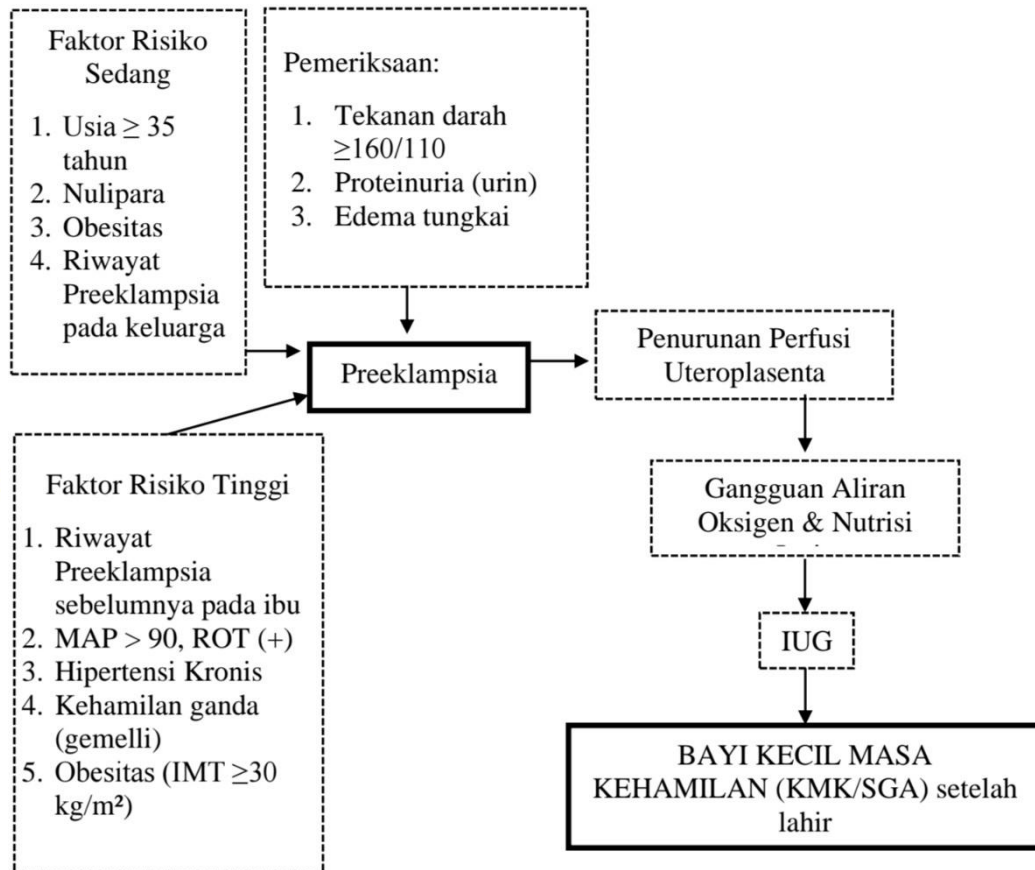 Faktor Risiko
Sedang
1. Usia ≥ 35
tahun
2. Nulipara
3. Obesitas
4. Riwayat
Preeklampsia
pada keluarga
Pemeriksaan:
1. Tekanan darah
≥160/110
2. Proteinuria (urin)
3. Edema tungkai
Preeklampsia
Penurunan Perfusi
Uteroplasenta
Faktor Risiko Tinggi
1. Riwayat
Preeklampsia
sebelumnya pada ibu
2. MAP > 90, ROT (+)
3. Hipertensi Kronis
4. Kehamilan ganda
(gemelli)
5. Obesitas (IMT ≥30
kg/m²)
Gangguan Aliran
Oksigen & Nutrisi
IUG
BAYI KECIL MASA
KEHAMILAN (KMK/SGA) setelah
lahir